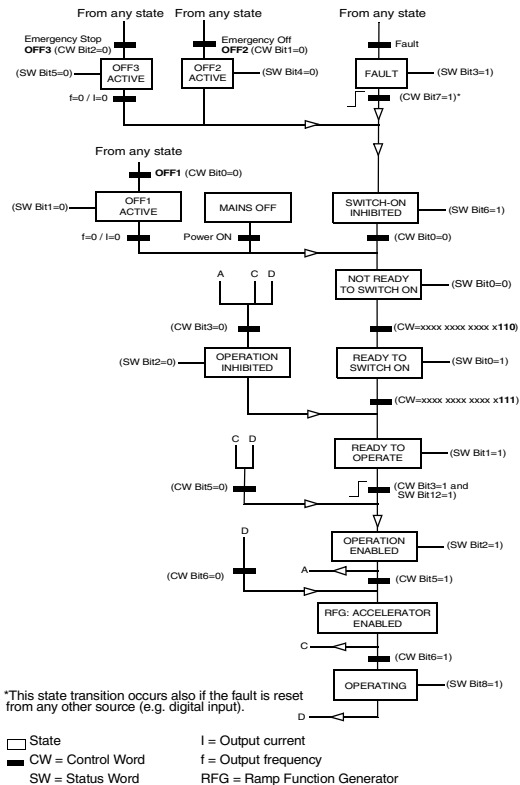 From any state
From any state
From any state
Emergency Stop
OFF3 (CW Bit2=0)
Emergency Off
OFF2 (CW Bit1=0)
Fault
(SW Bit5=0)
OFF3
ACTIVE
OFF2
ACTIVE
(SW Bit4=0)
FAULT
(SW Bit3=1)
f=0 / I=0
(CW Bit7=1)*
From any state
OFF1 (CW Bit0=0)
(SW Bit1=0)
OFF1
ACTIVE
MAINS OFF
SWITCH-ON
INHIBITED
(SW Bit6=1)
f=0 / I=0
Power ON
(CW Bit0=0)
A C D
NOT READY
TO SWITCH ON
(SW Bit0=0)
(CW Bit3=0)
(CW=xxxx xxxx xxxx x110)
(SW Bit2=0)
OPERATION
INHIBITED
READY TO
SWITCH ON
(SW Bit0=1)
(CW=xxxx xxxx xxxx x111)
C D
READY TO
OPERATE
(SW Bit1=1)
(CW Bit5=0)
(CW Bit3=1 and
SW Bit12=1)
D
OPERATION
ENABLED
(SW Bit2=1)
A
(CW Bit6=0)
(CW Bit5=1)
RFG: ACCELERATOR
ENABLED
C
(CW Bit6=1)
OPERATING
(SW Bit8=1)
*This state transition occurs also if the fault is reset
from any other source (e.g. digital input).
D
State
I = Output current
CW = Control Word
f = Output frequency
SW = Status Word
RFG = Ramp Function Generator